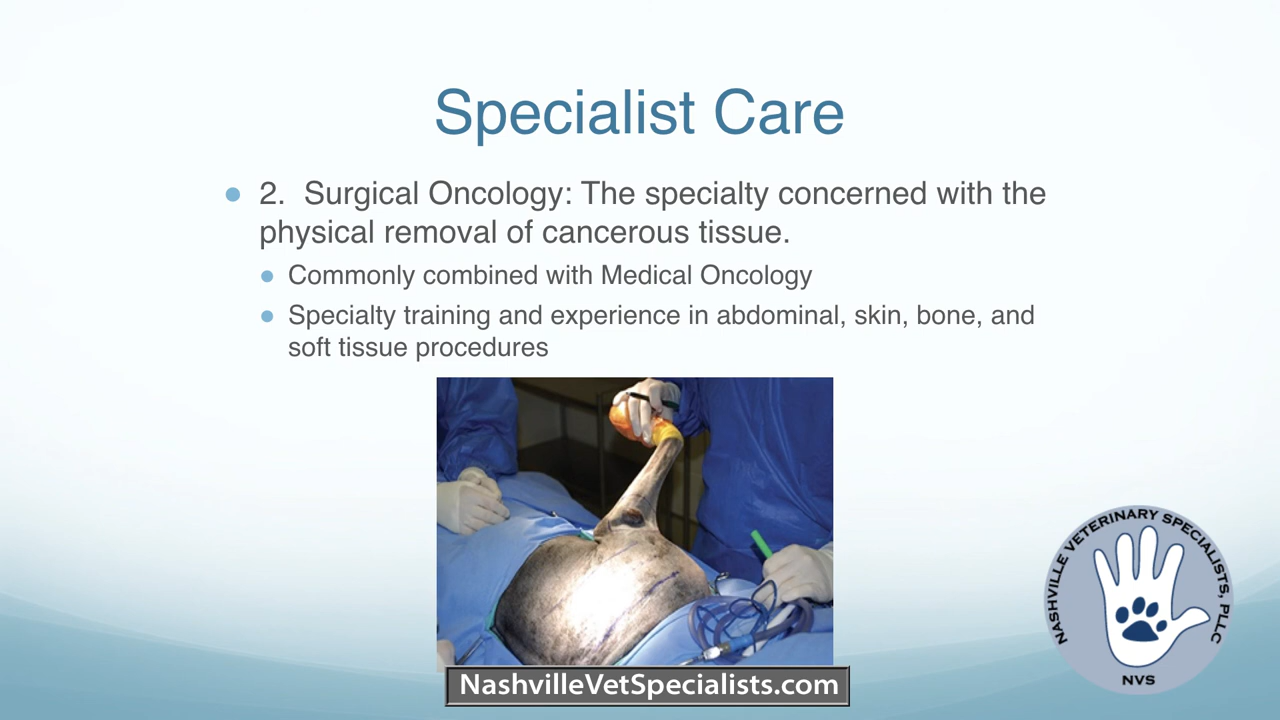 Specialist Care
2. Surgical Oncology: The specialty concerned with the
physical removal of cancerous tissue.
Commonly combined with Medical Oncology
Specialty training and experience in abdominal, skin, bone, and
soft tissue procedures
NASHVILLE VETERINARY SPECIALISTS, PLLC
NVS
NashvilleVetSpecialists.com